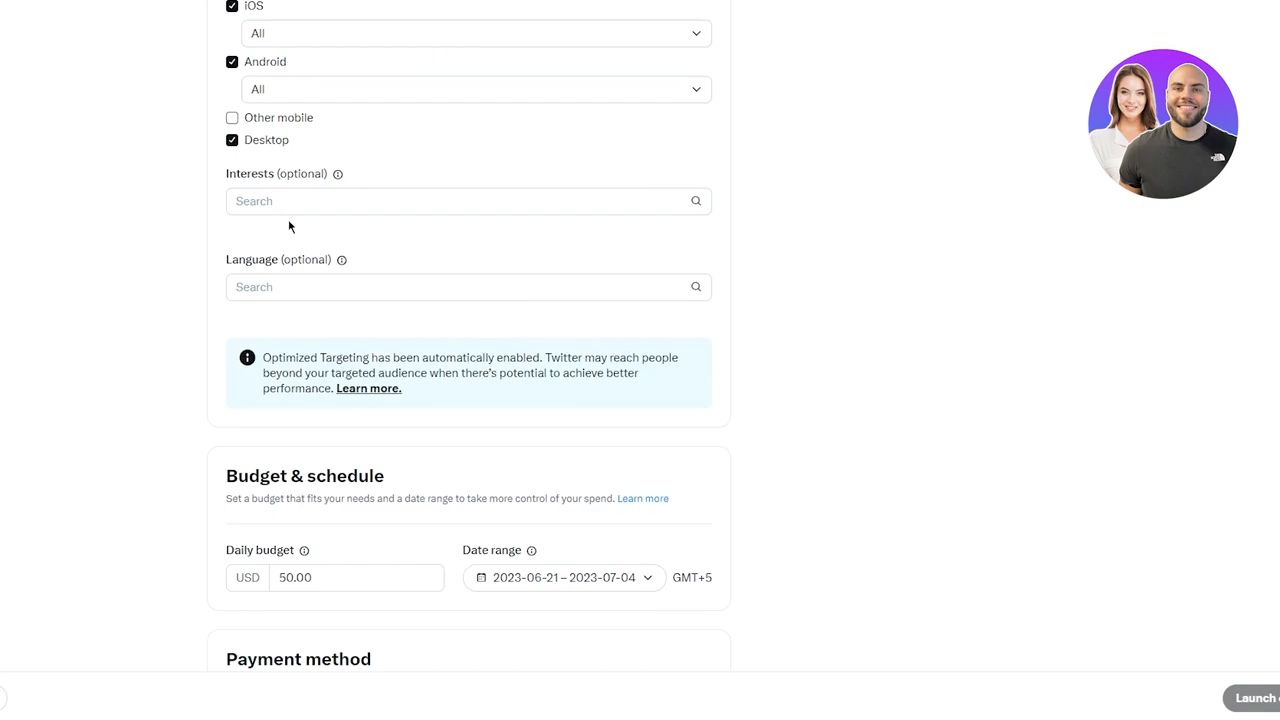 iOS
All
Android
All
Other mobile
Desktop
Interests (optional)
Search
Language (optional)
Search
Optimized Targeting has been automatically enabled. Twitter may reach people
beyond your targeted audience when there's potential to achieve better
performance. Learn more.
Budget & schedule
Set a budget that fits your needs and a date range to take more control of your spend. Learn more
Daily budget
Date range
USD 50.00
2023-06-21 – 2023-07-04 GMT+5
Payment method
Launch